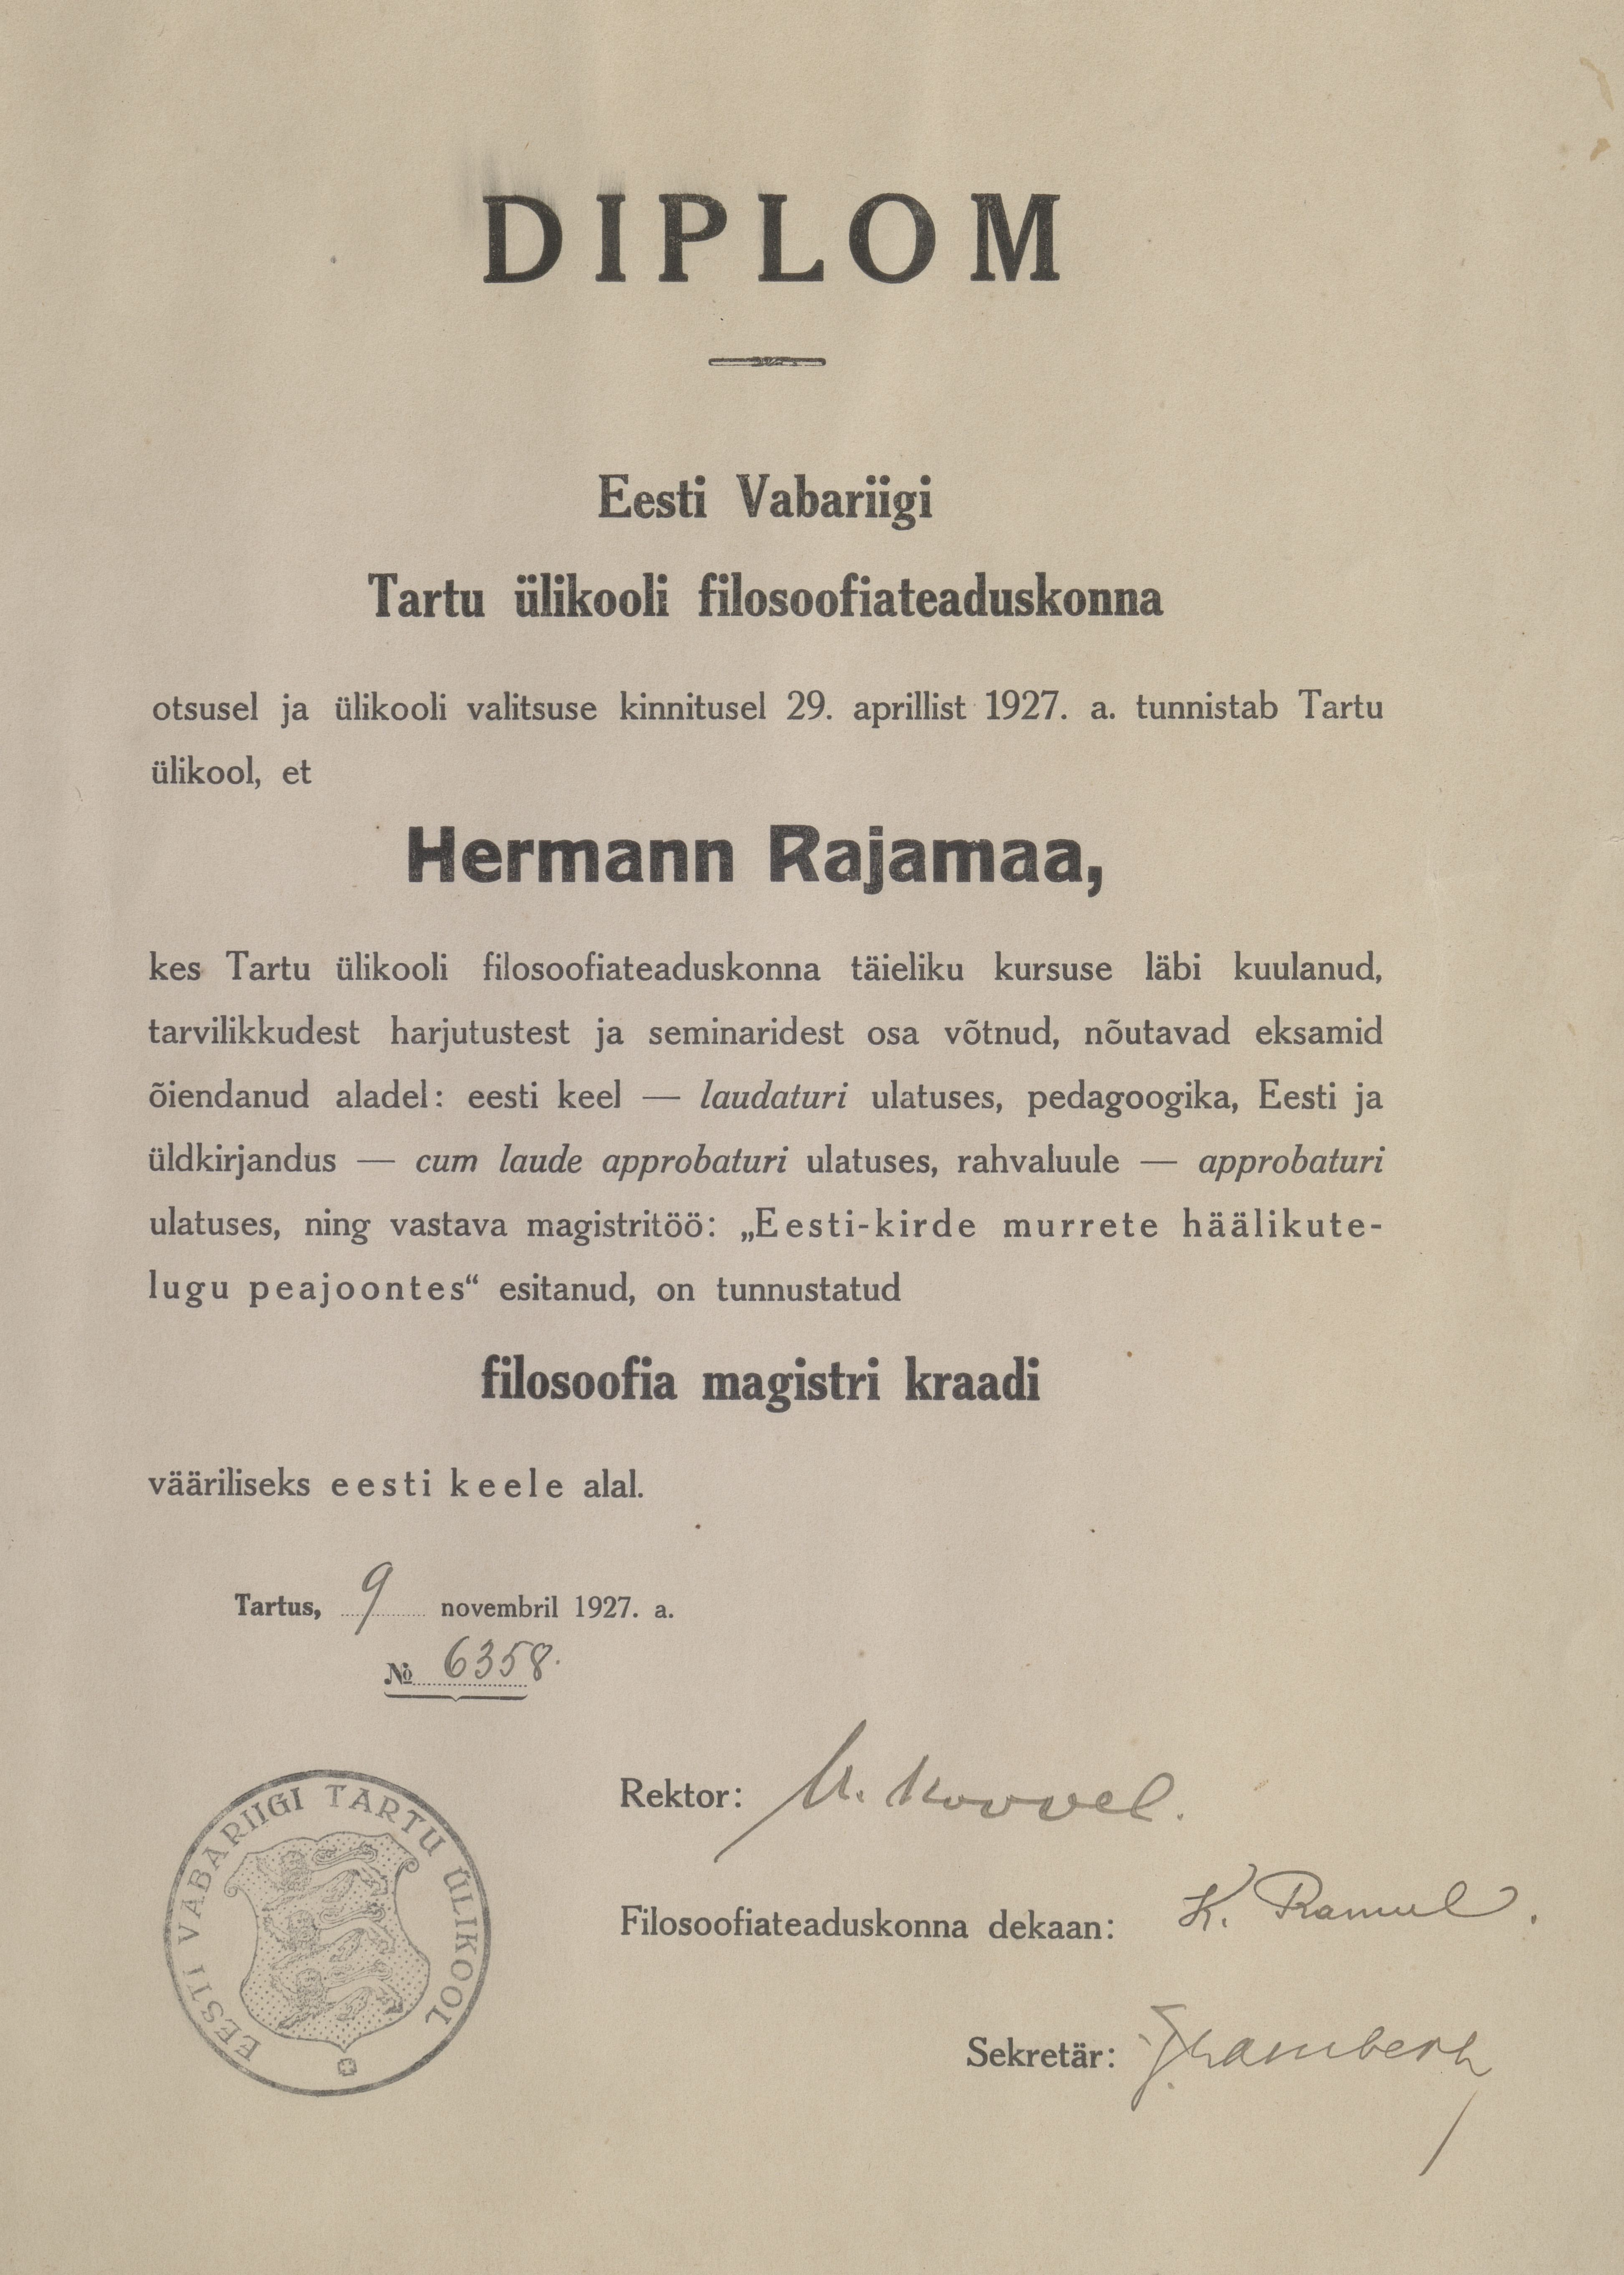 DIPLOM
Eesti Vabariigi
Tartu ülikooli filosoofiateaduskonna
otsusel ja ülikooli valitsuse kinnitusel 29. aprillist 1927. a. tunnistab Tartu
ülikool, et
Hermann Rajamaa,
kes Tartu ülikooli filosoofiateaduskonna täieliku kursuse läbi kuulanud,
tarvilikkudest harjutustest ja seminaridest osa võtnud, nõutavad eksamid
õiendanud aladel: eesti keel — laudaturi ulatuses, pedagoogika, Eesti ja
üldkirjandus — cum laude approbaturi ulatuses, rahvaluule — approbaturi
ulatuses, ning vastava magistritöö: „Eesti-kirde murrete häälikute-
lugu peajoontes“ esitanud, on tunnustatud
filosoofia magistri kraadi
vääriliseks eesti keele alal.
Tartus, 9 novembril 1927. a.
№ 6358.
EESTI VABARIIGI TARTU ÜLIKOOL
Rektor:
Filosoofiateaduskonna dekaan: K. Ramul.
Sekretär: